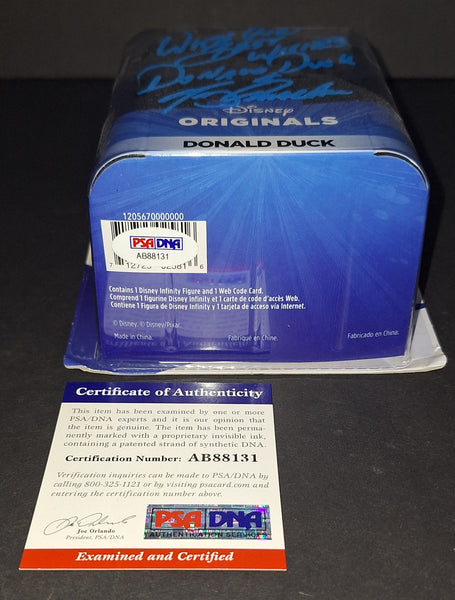 With the
Best Wishes
Donald Duck
Disney
ORIGINALS
DONALD DUCK
1205670000000
PSA DNA
AB88131
Contains 1 Disney Infinity Figure and 1 Web Code Card.
Comprend 1 figurine Disney Infinity et 1 carte de code d'accès Web.
Contiene 1 Figura de Disney Infinity y 1 tarjeta de acceso via Internet.
© Disney. © Disney/Pixar.
Made in China. Fabriqué en Chine. Fabricado en China.
Certificate of Authenticity
This item has been examined by one or more
PSA/DNA experts and it is our opinion that
the item is genuine. The item has been perma-
nently marked with a proprietary invisible ink,
containing a patented strand of synthetic DNA.
Certification Number: AB88131
Verification inquiries can be made to PSA/DNA by
calling 800-325-1121 or by visiting psacard.com and
entering the certification number.
Joe Orlando
President, PSA/DNA
PSA DNA
AUTHENTICATION SERVICES
Examined and Certified